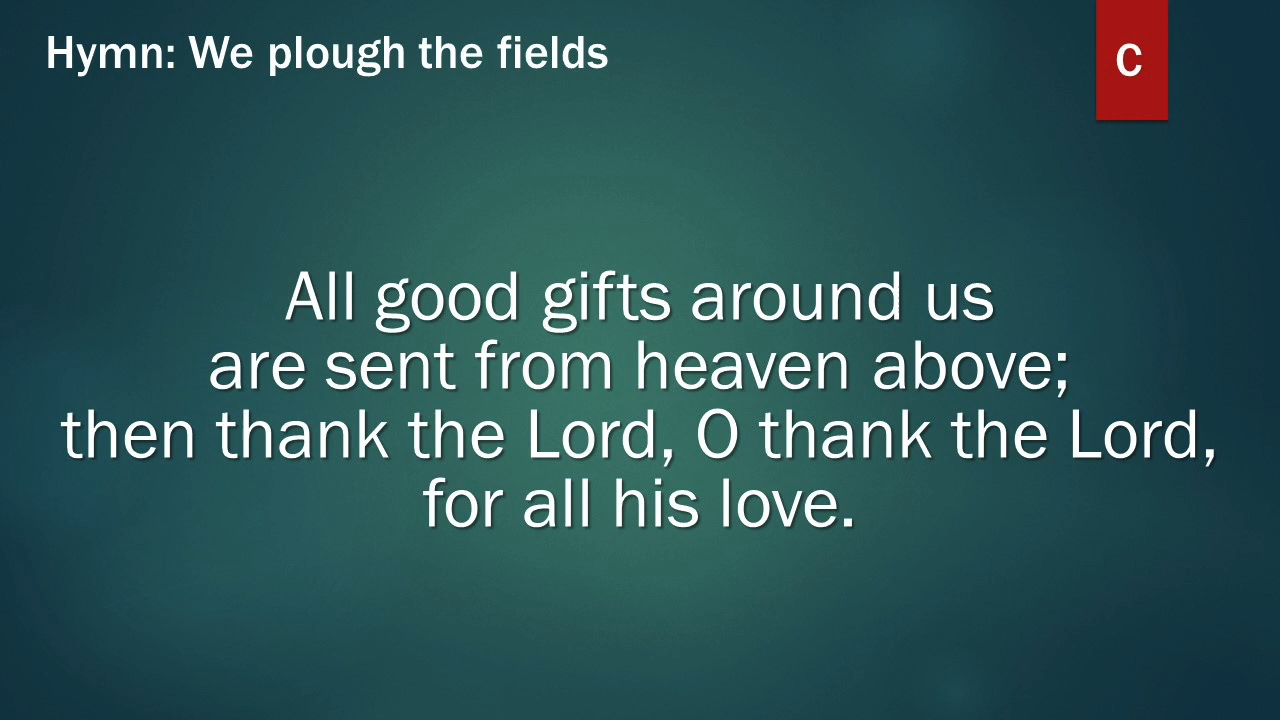 Hymn: We plough the fields
C
All good gifts around us
are sent from heaven above;
then thank the Lord, O thank the Lord,
for all his love.